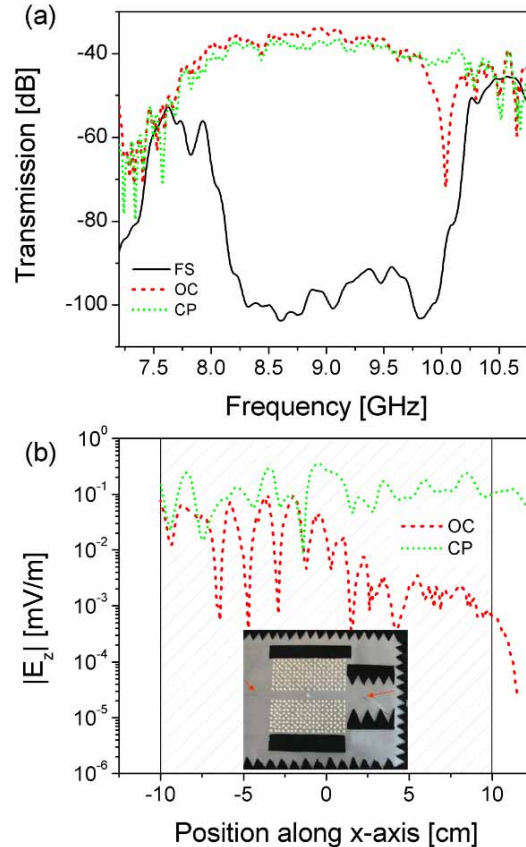 (a)
-40
-60
-80
-100
Transmission [dB]
FS
OC
CP
7.5 8.0 8.5 9.0 9.5 10.0 10.5
Frequency [GHz]
(b)
10^0
10^-1
10^-2
10^-3
10^-4
10^-5
10^-6
|E_z| [mV/m]
OC
CP
-10 -5 0 5 10
Position along x-axis [cm]